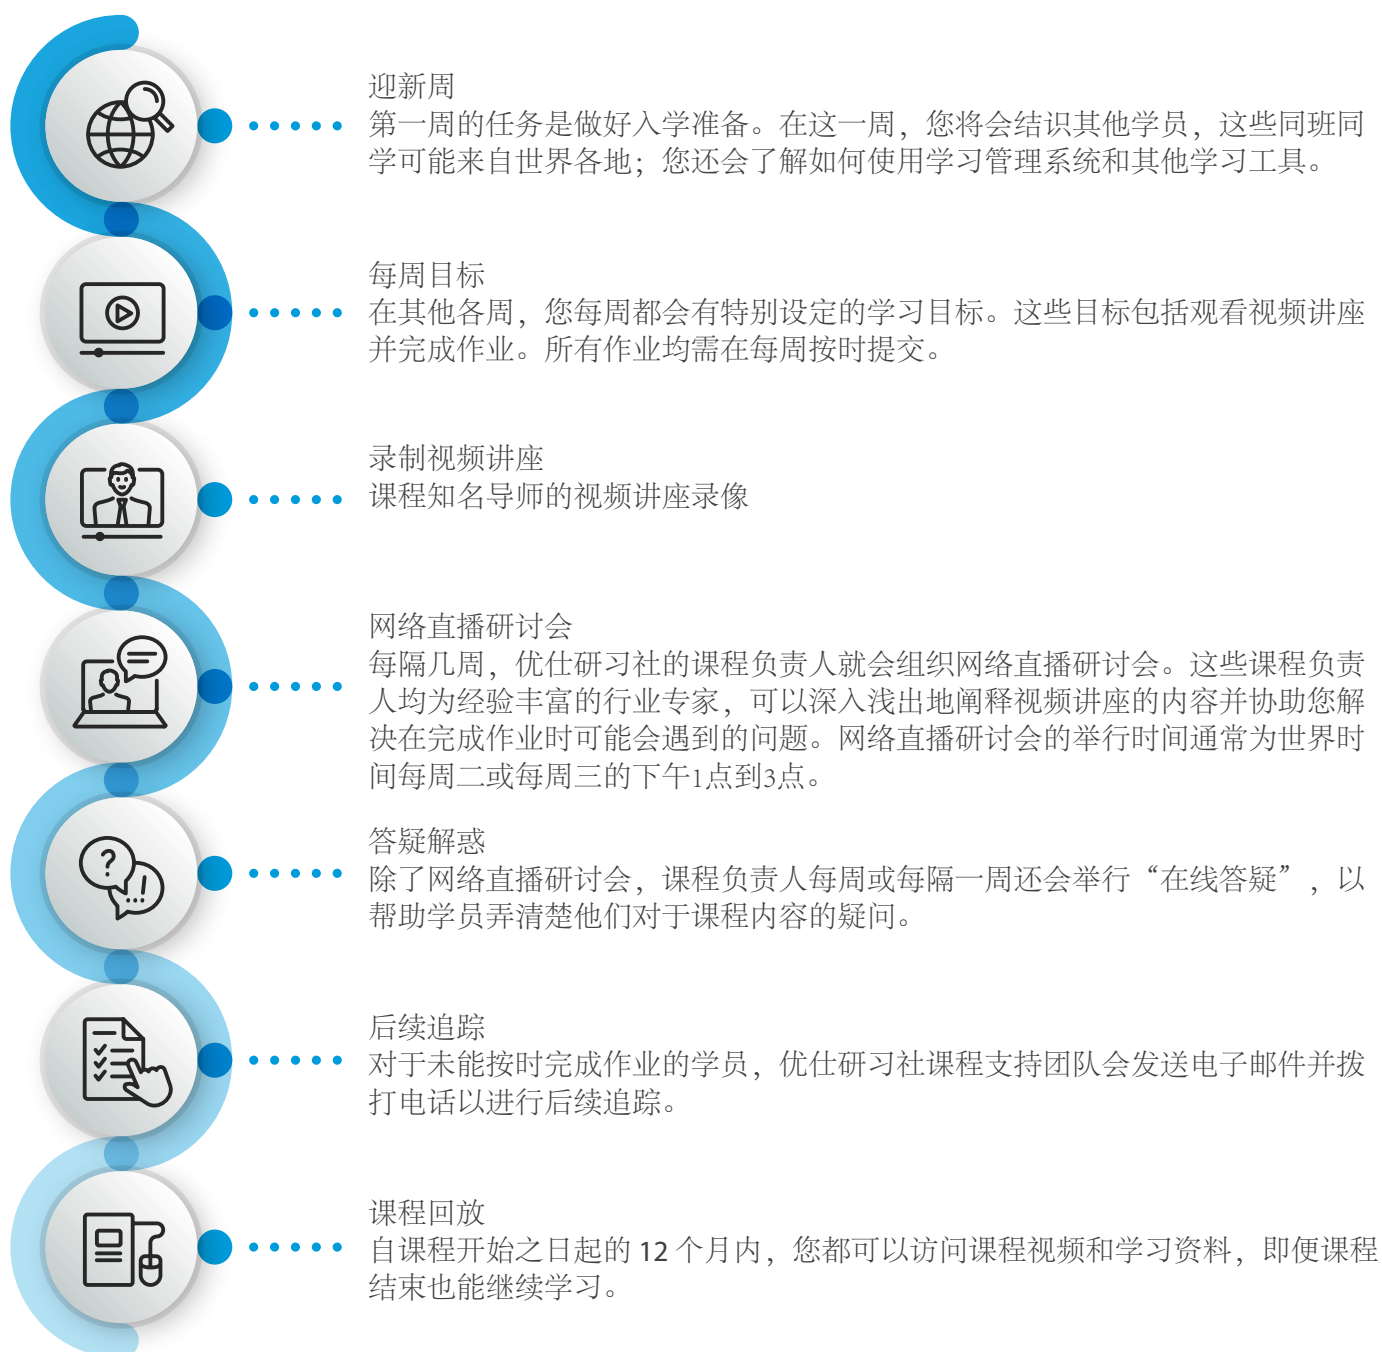 迎新周
第一周的任务是做好入学准备。在这一周，您将会结识其他学员，这些同班同
学可能来自世界各地；您还会了解如何使用学习管理系统和其他学习工具。
每周目标
在其他各周，您每周都会有特别设定的学习目标。这些目标包括观看视频讲座
并完成作业。所有作业均需在每周按时提交。
录制视频讲座
课程知名导师的视频讲座录像
网络直播研讨会
每隔几周，优仕研习社的课程负责人就会组织网络直播研讨会。这些课程负责
人均为经验丰富的行业专家，可以深入浅出地阐释视频讲座的内容并协助您解
决在完成作业时可能会遇到的问题。网络直播研讨会的举行时间通常为世界时
间每周二或每周三的下午1点到3点。
答疑解惑
除了网络直播研讨会，课程负责人每周或每隔一周还会举行“在线答疑”，以
帮助学员弄清楚他们对于课程内容的疑问。
后续追踪
对于未能按时完成作业的学员，优仕研习社课程支持团队会发送电子邮件并拨
打电话以进行后续追踪。
课程回放
自课程开始之日起的 12 个月内，您都可以访问课程视频和学习资料，即便课程
结束也能继续学习。